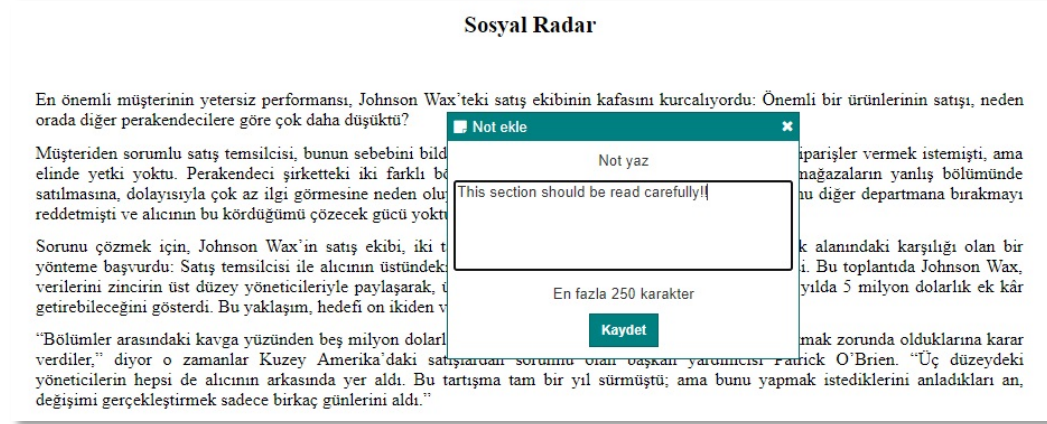 Sosyal Radar
En önemli müşterinin yetersiz performansı, Johnson Wax’teki satış ekibinin kafasını kurcalıyordu: Önemli bir ürünlerinin satışı, neden
orada diğer perakendecilere göre çok daha düşüktü?
Müşteriden sorumlu satış temsilcisi, bunun sebebini
vermek istemişti, ama
elinde yetki yoktu. Perakendeci şirketteki iki farklı
mağazaların yanlış bölümünde
satılmasına, dolayısıyla çok az ilgi görmesine neden
diğer departmana bırakmayı
reddetmişti ve alıcının bu kördüğümü çözecek gücü
Sorunu çözmek için, Johnson Wax’in satış ekibi, iki
alanındaki karşılığı olan bir
yönteme başvurdu: Satış temsilcisi ile alıcının
Bu toplantıda Johnson Wax,
verilerini zincirin üst düzey yöneticileriyle paylaşarak,
yılda 5 milyon dolarlık ek kâr
getirebileceğini gösterdi. Bu yaklaşım, hedefi on ikiden
“Bölümler arasındaki kavga yüzünden beş milyon
zorunda olduklarına karar
verdiler,” diyor o zamanlar Kuzey Amerika’daki satışlardan sorumlu olan başkan yardımcısı Patrick O’Brien. “Üç düzeydeki
yöneticilerin hepsi de alıcının arkasında yer aldı. Bu tartışma tam bir yıl sürmüştü; ama bunu yapmak istediklerini anladıkları an,
değişimi gerçekleştirmek sadece birkaç günlerini aldı.”
Not ekle
Not yaz
This section should be read carefully!!
En fazla 250 karakter
Kaydet